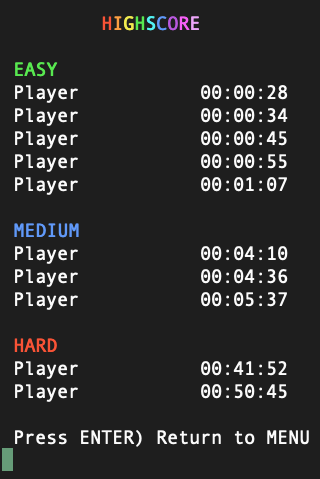 HIGHSCORE
EASY
Player 00:00:28
Player 00:00:34
Player 00:00:45
Player 00:00:55
Player 00:01:07
MEDIUM
Player 00:04:10
Player 00:04:36
Player 00:05:37
HARD
Player 00:41:52
Player 00:50:45
Press ENTER) Return to MENU